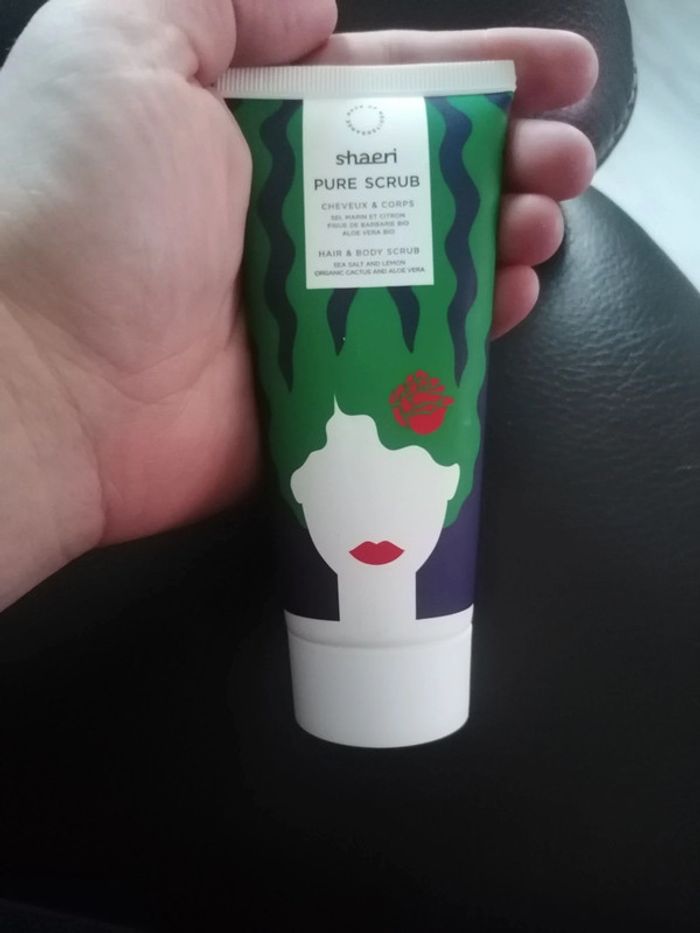 shaeri
PURE SCRUB
CHEVEUX & CORPS
SEL MARIN ET CITRON
FIGUE DE BARBARIE BIO
ALOE VERA BIO
HAIR & BODY SCRUB
SEA SALT AND LEMON
ORGANIC CACTUS AND ALOE VERA